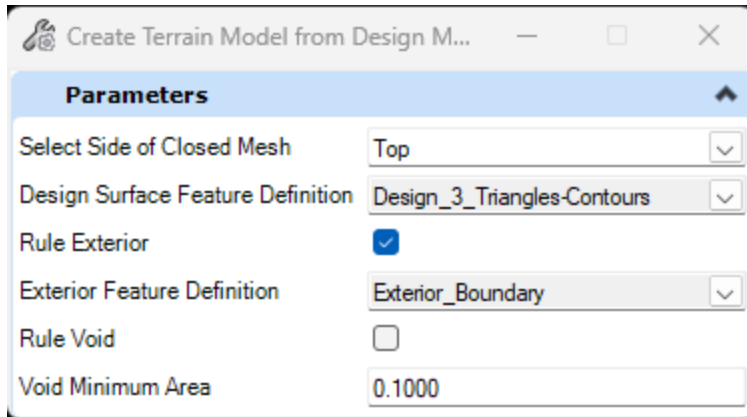 Create Terrain Model from Design M...
Parameters
Select Side of Closed Mesh Top
Design Surface Feature Definition Design_3_Triangles-Contours
Rule Exterior
Exterior Feature Definition Exterior_Boundary
Rule Void
Void Minimum Area 0.1000